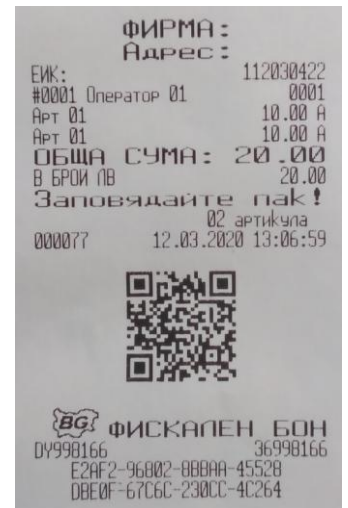 ФИРМА:
Адрес:
ЕИК: 112030422
#0001 Оператор 01 0001
Арт 01 10.00 А
Арт 01 10.00 А
ОБЩА СУМА: 20.00
В БРОИ ЛВ 20.00
Заповядайте пак!
02 артикула
000077 12.03.2020 13:06:59
BG ФИСКАЛЕН БОН
DY998166 36998166
E2AF2-96802-8BBAA-45528
DBE0F-67C6C-230CC-4C264